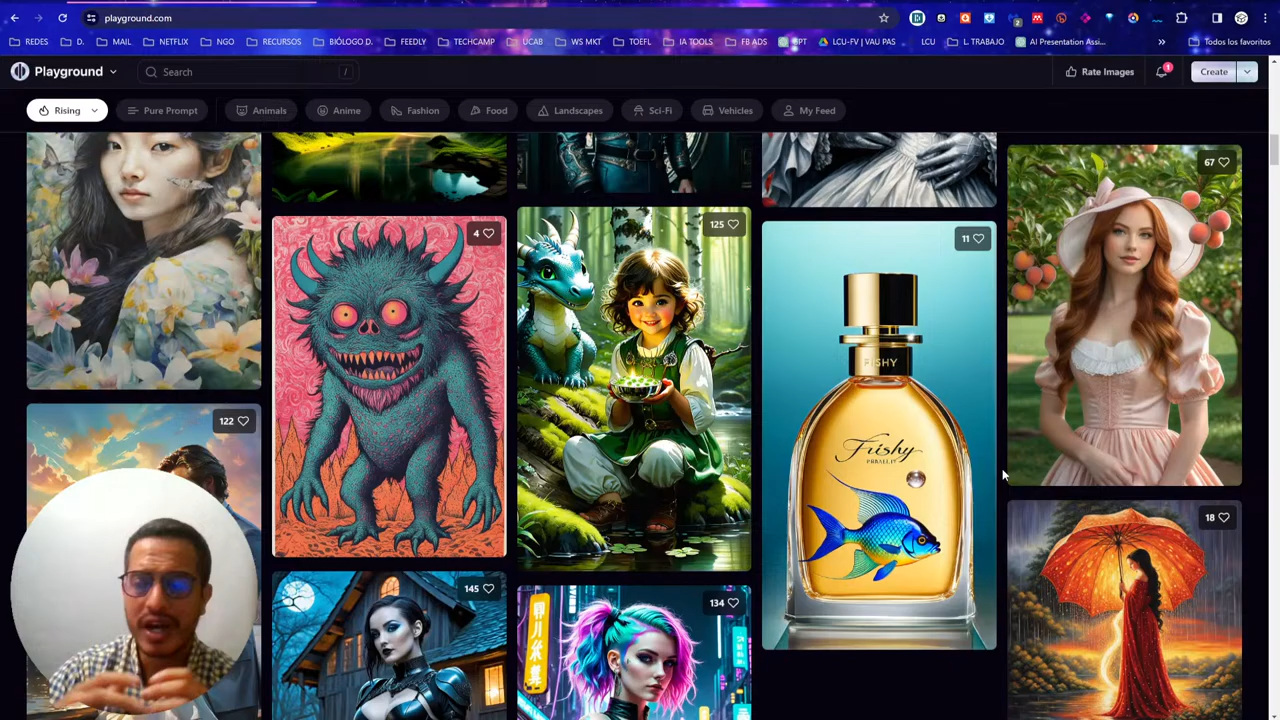 playground.com
REDES
D.
MAIL
NETFLIX
NGO
RECURSOS
BIÓLOGO D.
FEEDLY
TECHCAMP
UCAB
WS MKT
TOEFL
IA TOOLS
FB ADS
GPT
LCU-FV | VAU PAS
LCU
L. TRABAJO
AI Presentation Assi...
»
Todos los favoritos
Playground
Search
/
Rate Images
1
Create
Rising
Pure Prompt
Animals
Anime
Fashion
Food
Landscapes
Sci-Fi
Vehicles
My Feed
67
4
125
11
FISHY
Frishy
122
18
145
134